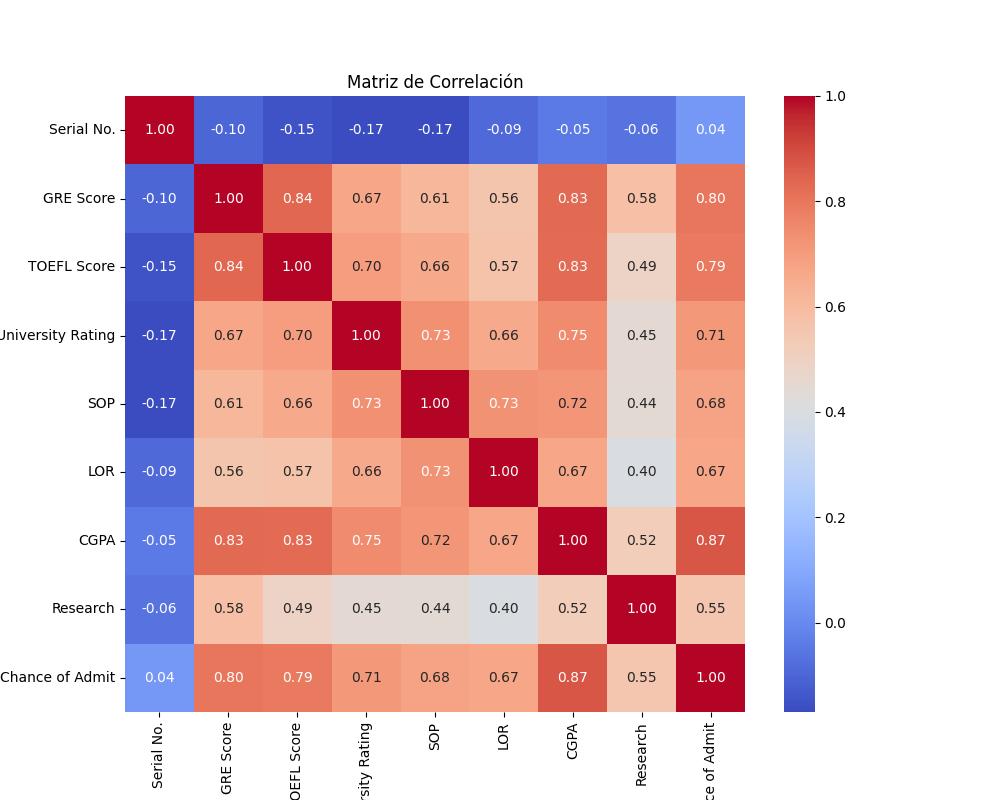 Matriz de Correlación
Serial No. 1.00 -0.10 -0.15 -0.17 -0.17 -0.09 -0.05 -0.06 0.04
GRE Score -0.10 1.00 0.84 0.67 0.61 0.56 0.83 0.58 0.80
TOEFL Score -0.15 0.84 1.00 0.70 0.66 0.57 0.83 0.49 0.79
University Rating -0.17 0.67 0.70 1.00 0.73 0.66 0.75 0.45 0.71
SOP -0.17 0.61 0.66 0.73 1.00 0.73 0.72 0.44 0.68
LOR -0.09 0.56 0.57 0.66 0.73 1.00 0.67 0.40 0.67
CGPA -0.05 0.83 0.83 0.75 0.72 0.67 1.00 0.52 0.87
Research -0.06 0.58 0.49 0.45 0.44 0.40 0.52 1.00 0.55
Chance of Admit 0.04 0.80 0.79 0.71 0.68 0.67 0.87 0.55 1.00
Serial No.
GRE Score
OEFL Score
rsity Rating
SOP
LOR
CGPA
Research
ce of Admit
1.0
0.8
0.6
0.4
0.2
0.0